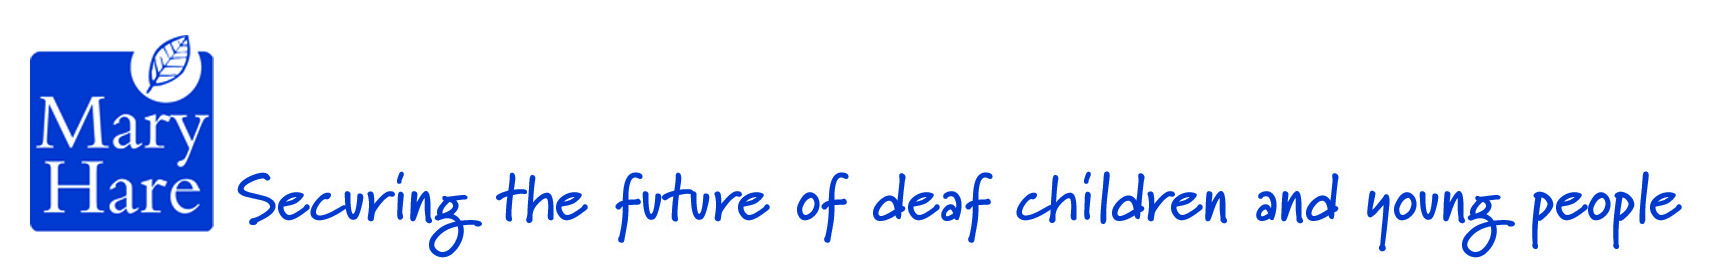 Mary
Hare
Securing the future of deaf children and young people